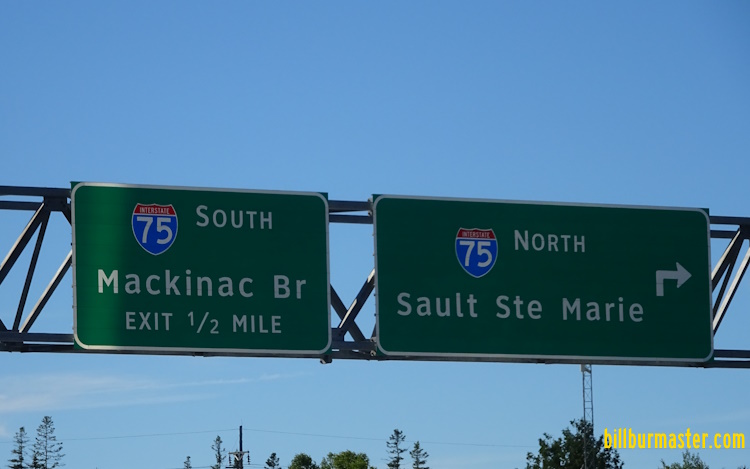 INTERSTATE
75
SOUTH
Mackinac Br
EXIT 1/2 MILE
INTERSTATE
75
NORTH
Sault Ste Marie
billburmaster.com